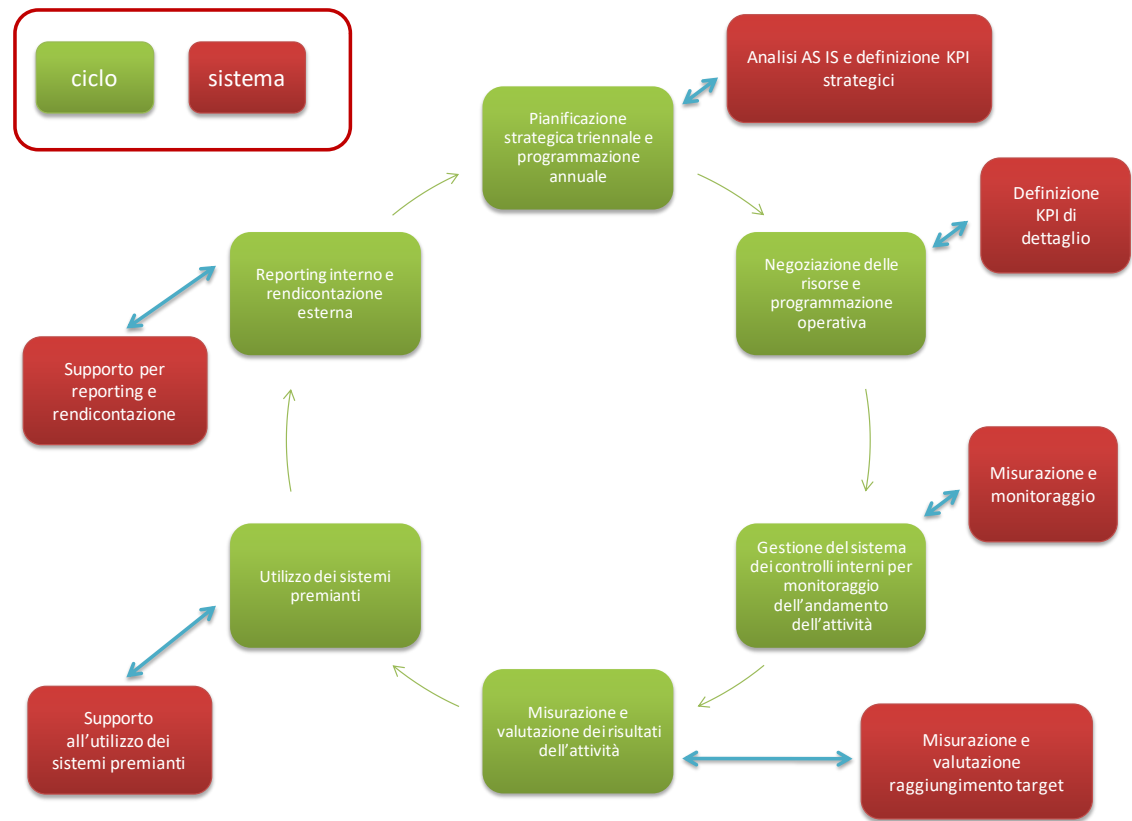 ciclo
sistema
Analisi AS IS e definizione KPI
strategici
Pianificazione
strategica triennale e
programmazione
annuale
Definizione
KPI di
dettaglio
Negoziazione delle
risorse e
programmazione
operativa
Reporting interno e
rendicontazione
esterna
Supporto per
reporting e
rendicontazione
Misurazione e
monitoraggio
Gestione del sistema
dei controlli interni per
monitoraggio
dell'andamento
dell'attività
Utilizzo dei sistemi
premianti
Misurazione e
valutazione dei risultati
dell'attività
Supporto
all'utilizzo dei
sistemi premianti
Misurazione e
valutazione
raggiungimento target